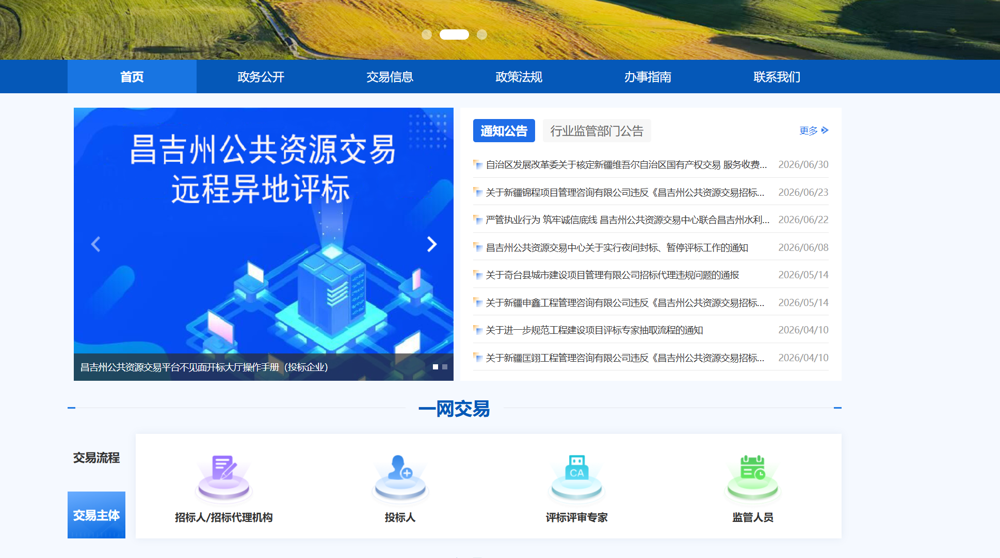 首页 政务公开 交易信息 政策法规 办事指南 联系我们
昌吉州公共资源交易
远程异地评标
昌吉州公共资源交易平台不见面开标大厅操作手册（投标企业）
通知公告 行业监管部门公告 更多
自治区发展改革委关于核定新疆维吾尔自治区国有产权交易 服务收费... 2026/06/30
关于新疆锦程项目管理咨询有限公司违反《昌吉州公共资源交易招标... 2026/06/23
严管执业行为 筑牢诚信底线 昌吉州公共资源交易中心联合昌吉州水利... 2026/06/22
昌吉州公共资源交易中心关于实行夜间封标、暂停评标工作的通知 2026/06/08
关于奇台县城市建设项目管理有限公司招标代理违规问题的通报 2026/05/14
关于新疆申鑫工程管理咨询有限公司违反《昌吉州公共资源交易招标... 2026/05/14
关于进一步规范工程建设项目评标专家抽取流程的通知 2026/04/10
关于新疆匡翊工程管理咨询有限公司违反《昌吉州公共资源交易招标... 2026/04/10
一网交易
交易流程
交易主体
CA
招标人/招标代理机构 投标人 评标评审专家 监管人员